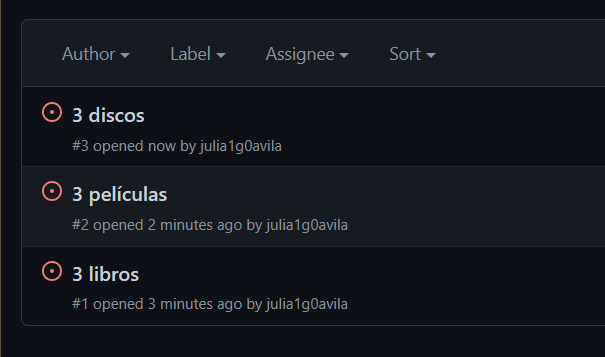 Author Label Assignee Sort
3 discos
#3 opened now by julia1g0avila
3 películas
#2 opened 2 minutes ago by julia1g0avila
3 libros
#1 opened 3 minutes ago by julia1g0avila